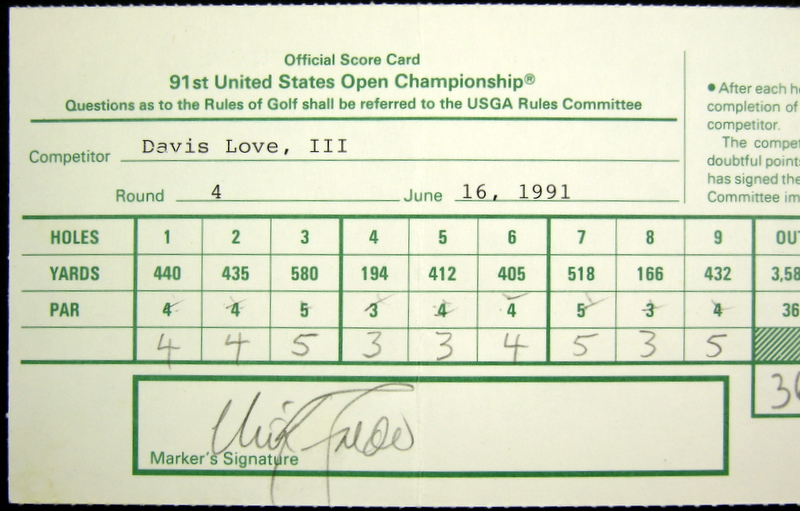 Official Score Card
91st United States Open Championship®
Questions as to the Rules of Golf shall be referred to the USGA Rules Committee
Competitor Davis Love, III
Round 4 June 16, 1991
• After each
completion of
competitor.
The
doubtful
has signed the
Committee
HOLES 1 2 3 4 5 6 7 8 9
YARDS 440 435 580 194 412 405 518 166 432 3,58
PAR 4 4 5 3 4 4 5 3 4 36
4 4 5 3 3 4 5 3 5
Marker's Signature